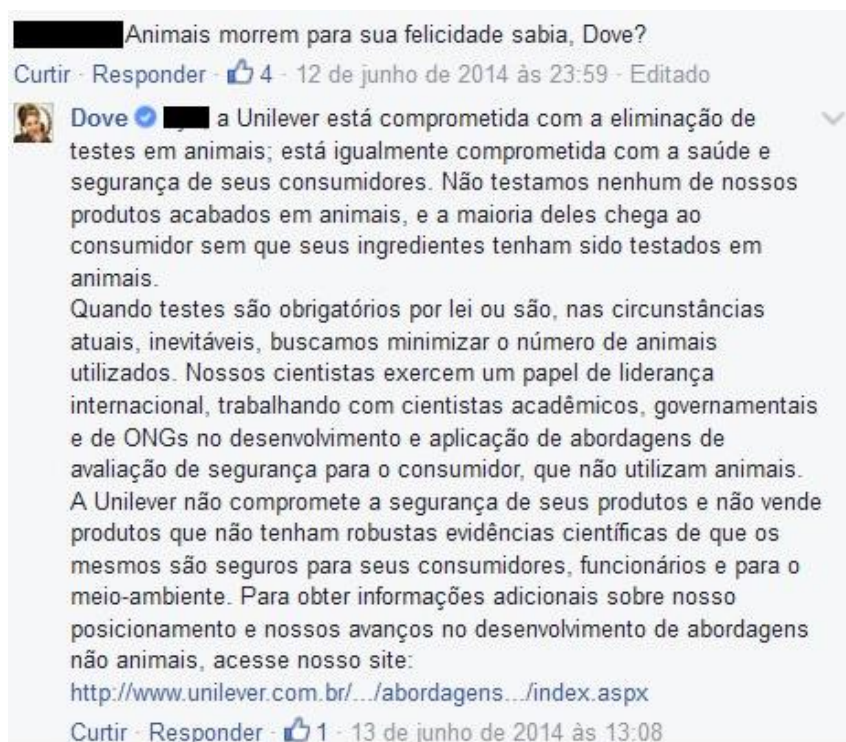 Animais morrem para sua felicidade sabia, Dove?
Curtir · Responder · 4 · 12 de junho de 2014 às 23:59 · Editado
Dove a Unilever está comprometida com a eliminação de
testes em animais; está igualmente comprometida com a saúde e
segurança de seus consumidores. Não testamos nenhum de nossos
produtos acabados em animais, e a maioria deles chega ao
consumidor sem que seus ingredientes tenham sido testados em
animais.
Quando testes são obrigatórios por lei ou são, nas circunstâncias
atuais, inevitáveis, buscamos minimizar o número de animais
utilizados. Nossos cientistas exercem um papel de liderança
internacional, trabalhando com cientistas acadêmicos, governamentais
e de ONGs no desenvolvimento e aplicação de abordagens de
avaliação de segurança para o consumidor, que não utilizam animais.
A Unilever não compromete a segurança de seus produtos e não vende
produtos que não tenham robustas evidências científicas de que os
mesmos são seguros para seus consumidores, funcionários e para o
meio-ambiente. Para obter informações adicionais sobre nosso
posicionamento e nossos avanços no desenvolvimento de abordagens
não animais, acesse nosso site:
http://www.unilever.com.br/.../abordagens.../index.aspx
Curtir · Responder · 1 · 13 de junho de 2014 às 13:08